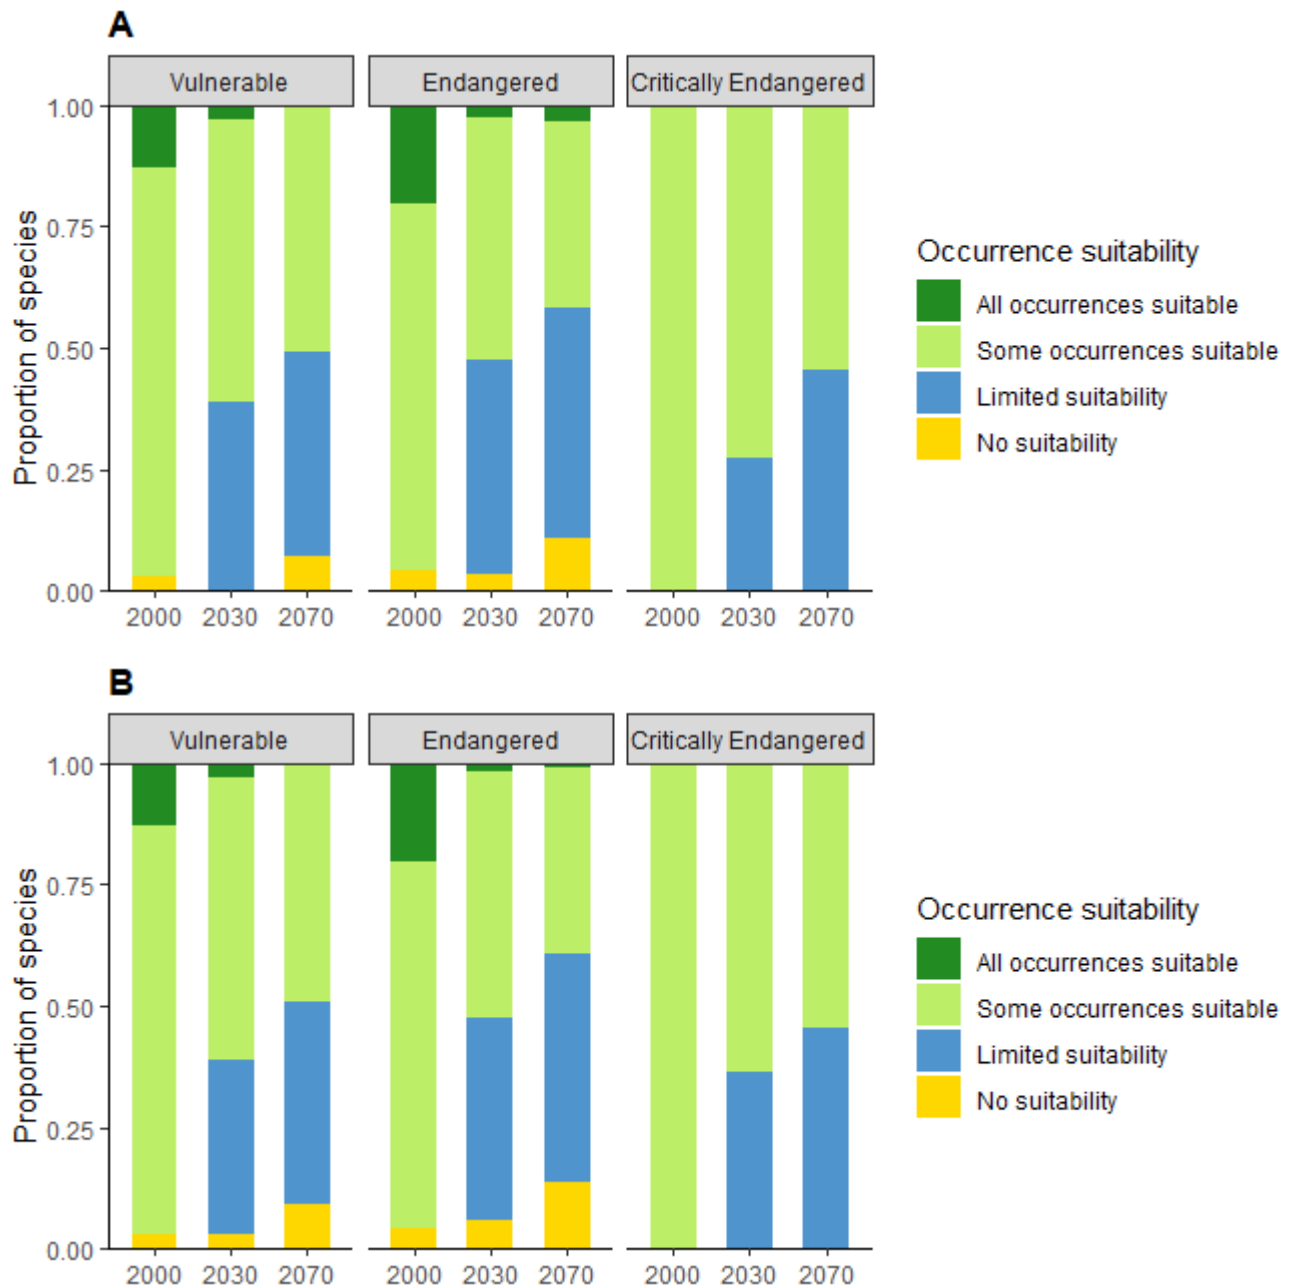 A
Vulnerable Endangered Critically Endangered
1.00
0.75
0.50
0.25
0.00
Proportion of species
2000 2030 2070 2000 2030 2070 2000 2030 2070
Occurrence suitability
All occurrences suitable
Some occurrences suitable
Limited suitability
No suitability
B
Vulnerable Endangered Critically Endangered
1.00
0.75
0.50
0.25
0.00
Proportion of species
2000 2030 2070 2000 2030 2070 2000 2030 2070
Occurrence suitability
All occurrences suitable
Some occurrences suitable
Limited suitability
No suitability